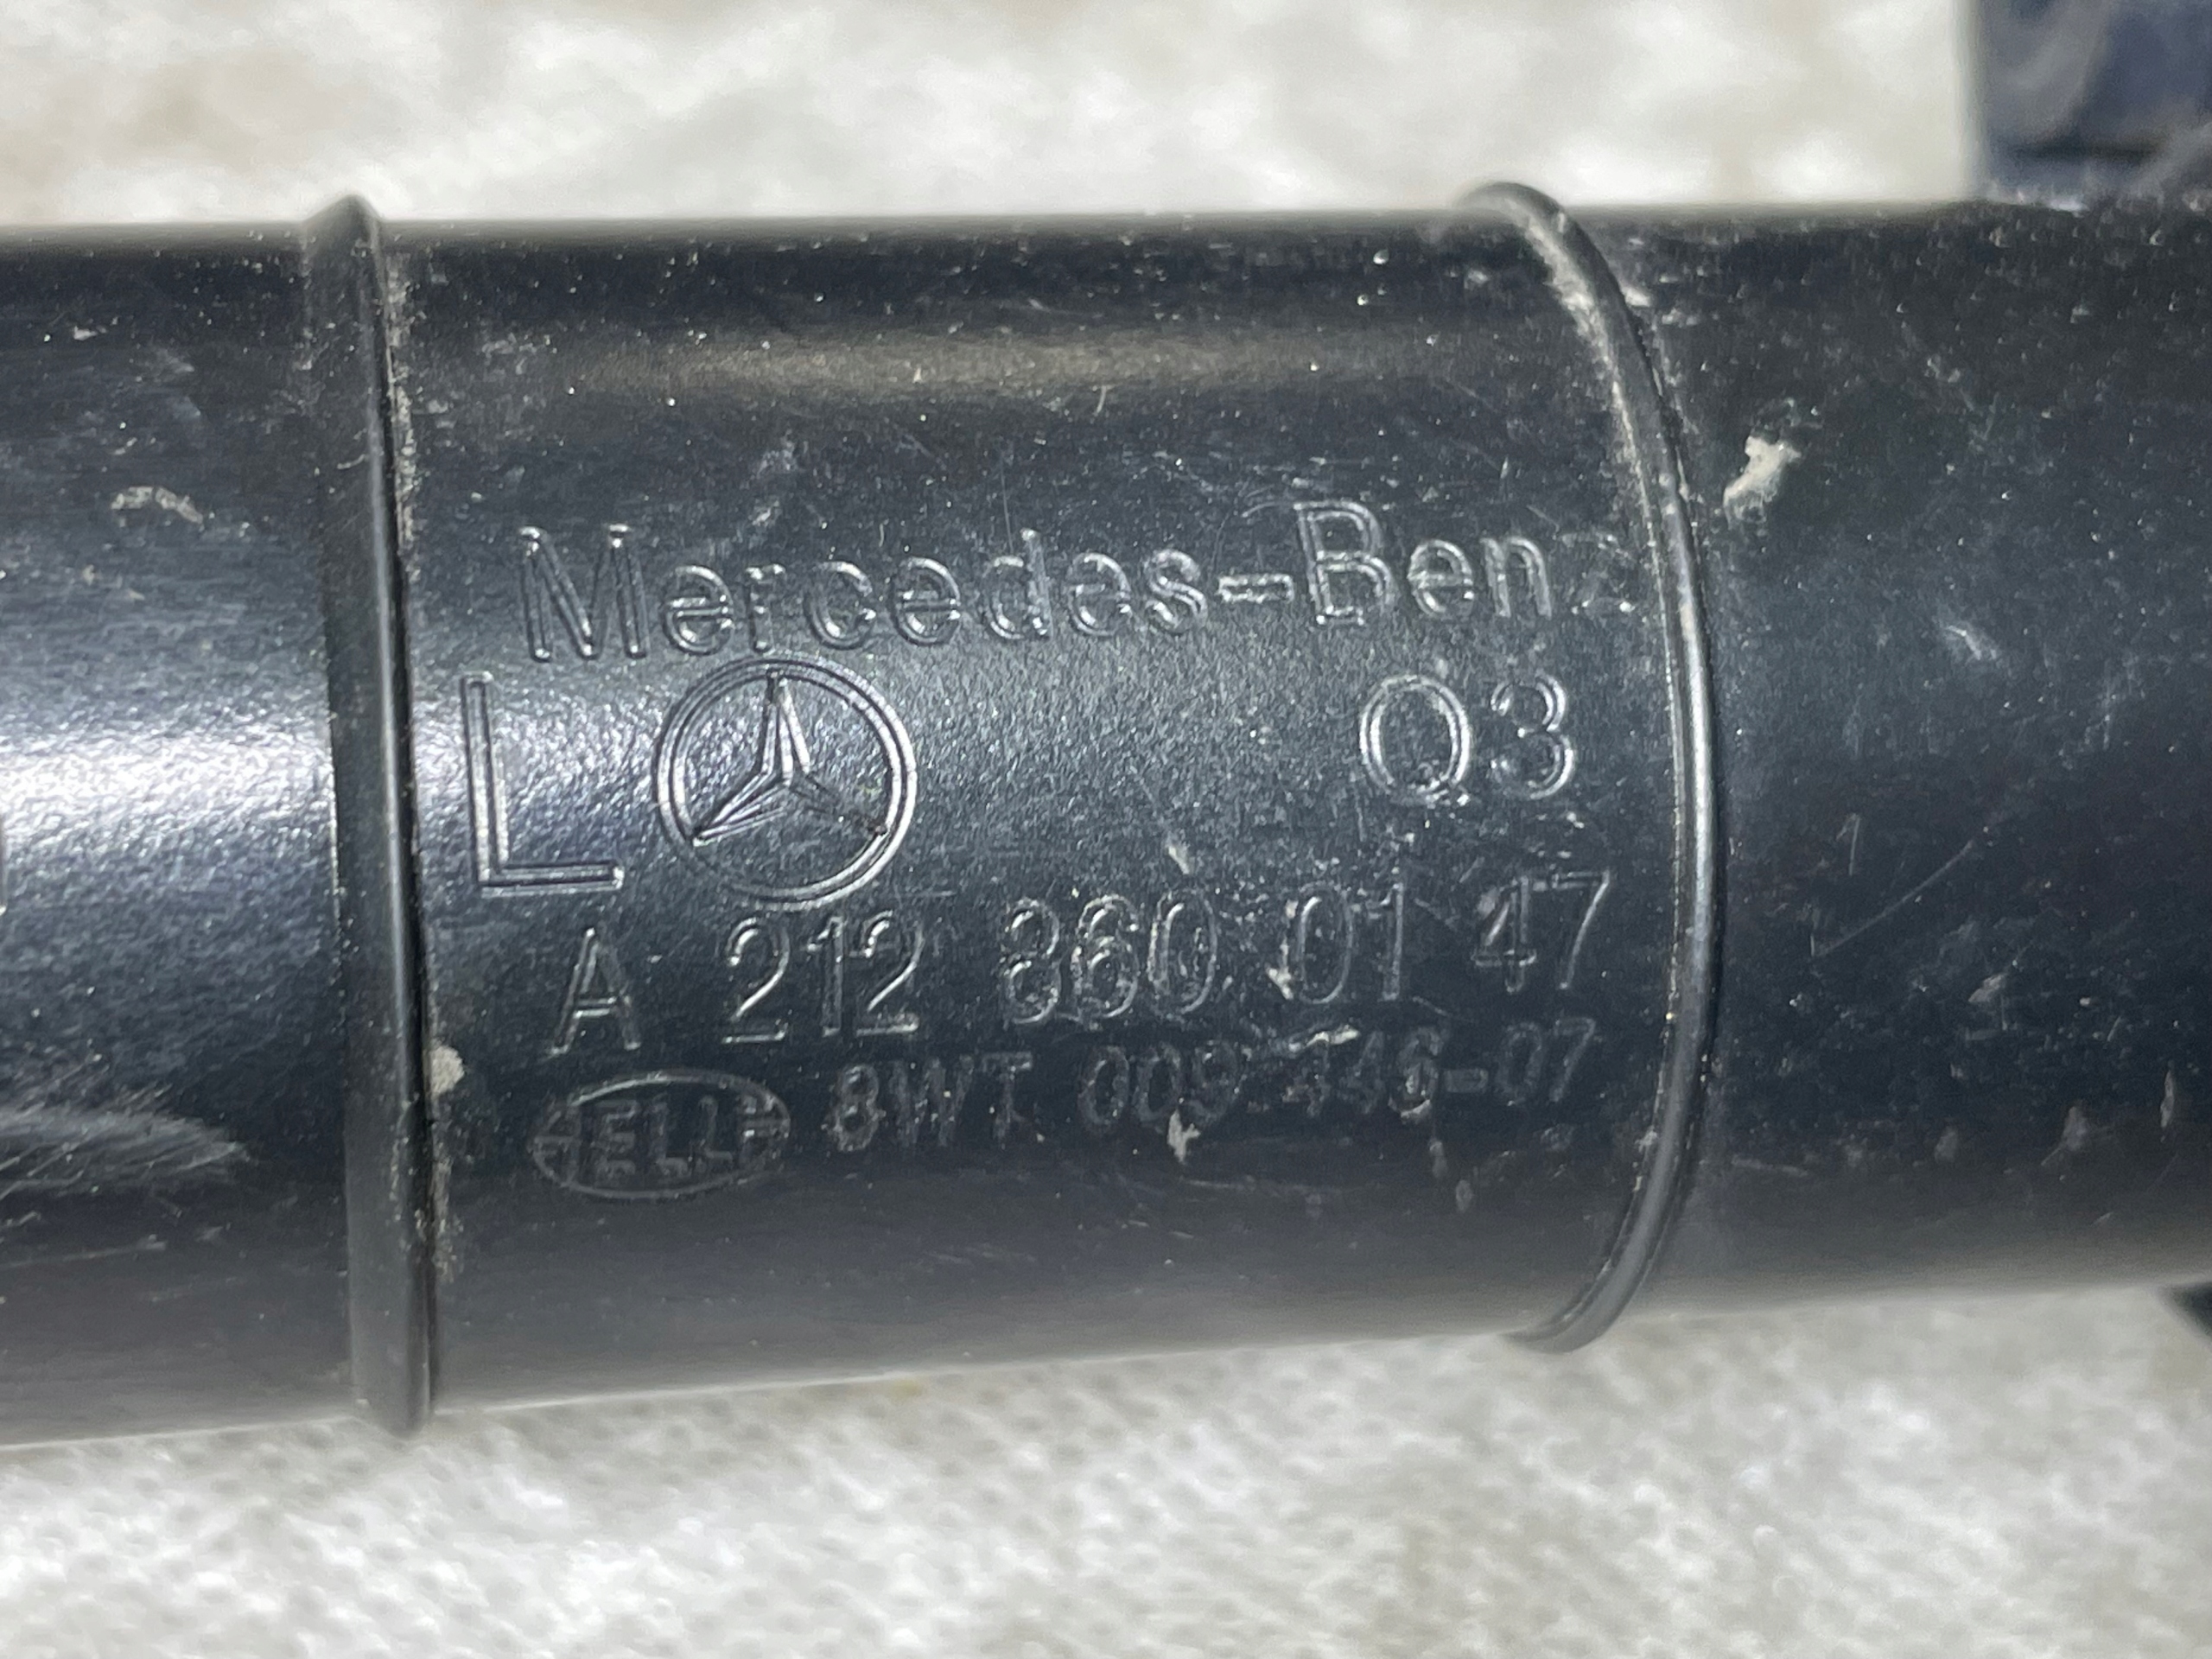 Mercedes-Benz
L Q3
A 212 860 01 47
HELLA 8WT 009 446-07